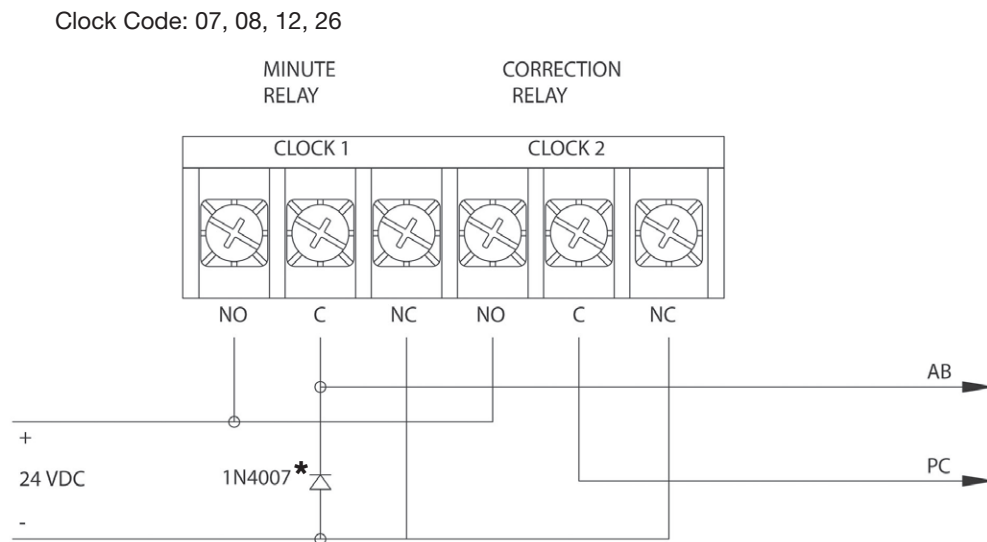 Clock Code: 07, 08, 12, 26
MINUTE
RELAY
CORRECTION
RELAY
CLOCK 1
CLOCK 2
NO
C
NC
NO
C
NC
AB
+
24 VDC
1N4007*
PC
-